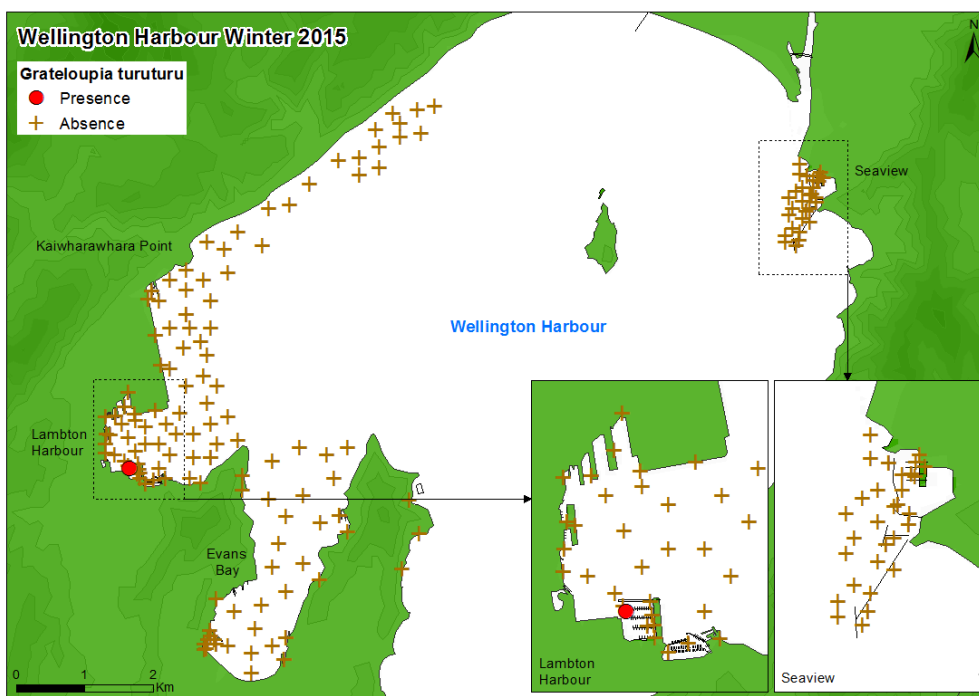 Wellington Harbour Winter 2015
Grateloupia turuturu
Presence
Absence
N
Seaview
Kaiwharawhara Point
Wellington Harbour
Lambton
Harbour
Evans
Bay
0 1 2
Km
Lambton
Harbour
Seaview